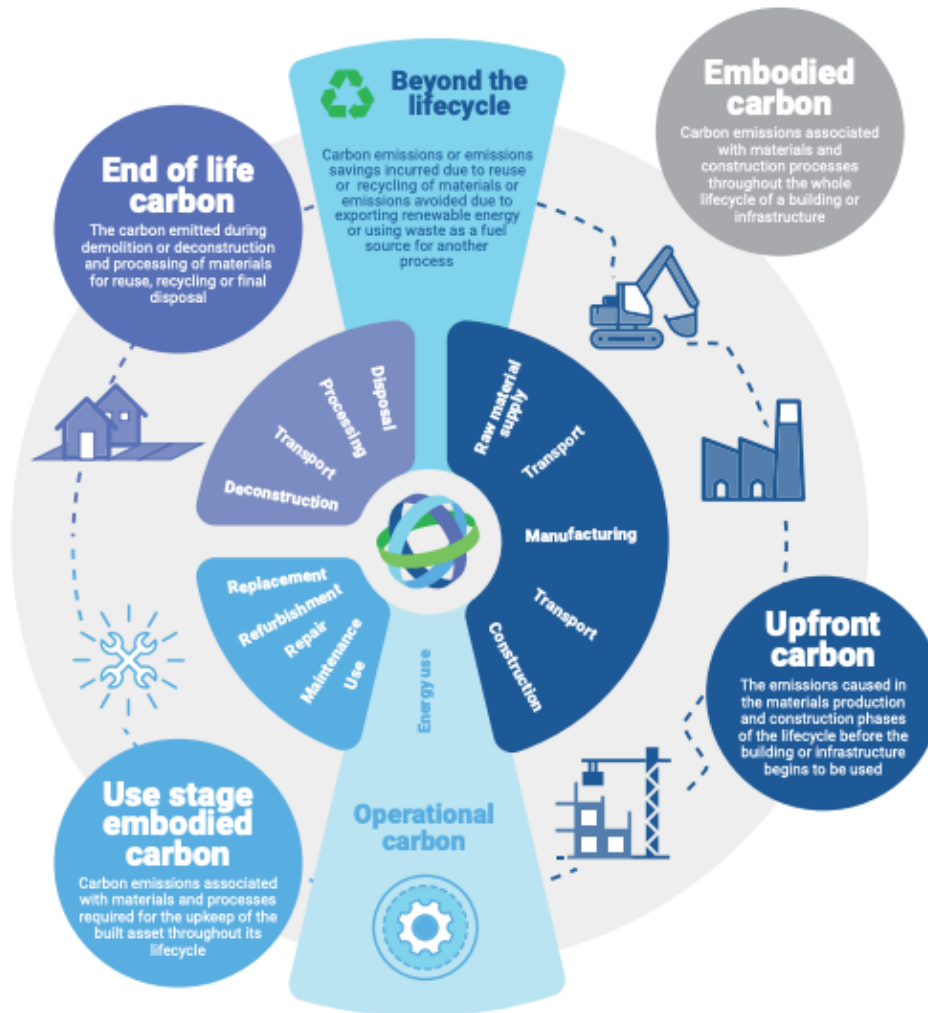 Beyond the
lifecycle
Carbon emissions or emissions
savings incurred due to reuse
or recycling of materials or
emissions avoided due to
exporting renewable energy
or using waste as a fuel
source for another
process
Embodied
carbon
Carbon emissions associated
with materials and
construction processes
throughout the whole
lifecycle of a building or
infrastructure
End of life
carbon
The carbon emitted during
demolition or deconstruction
and processing of materials
for reuse, recycling or final
disposal
Disposal
Processing
Transport
Deconstruction
Raw material
supply
Transport
Manufacturing
Transport
Construction
Replacement
Refurbishment
Repair
Maintenance
Use
Energy use
Upfront
carbon
The emissions caused in
the materials production
and construction phases
of the lifecycle before the
building or infrastructure
begins to be used
Use stage
embodied
carbon
Carbon emissions associated
with materials and processes
required for the upkeep of the
built asset throughout its
lifecycle
Operational
carbon